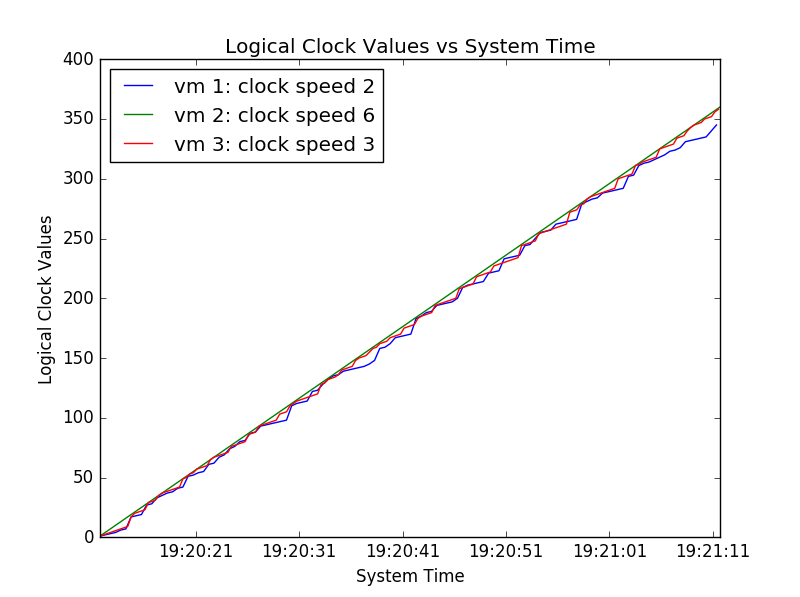 Logical Clock Values vs System Time
400
350
300
250
200
150
100
50
0
vm 1: clock speed 2
vm 2: clock speed 6
vm 3: clock speed 3
Logical Clock Values
19:20:21 19:20:31 19:20:41 19:20:51 19:21:01 19:21:11
System Time